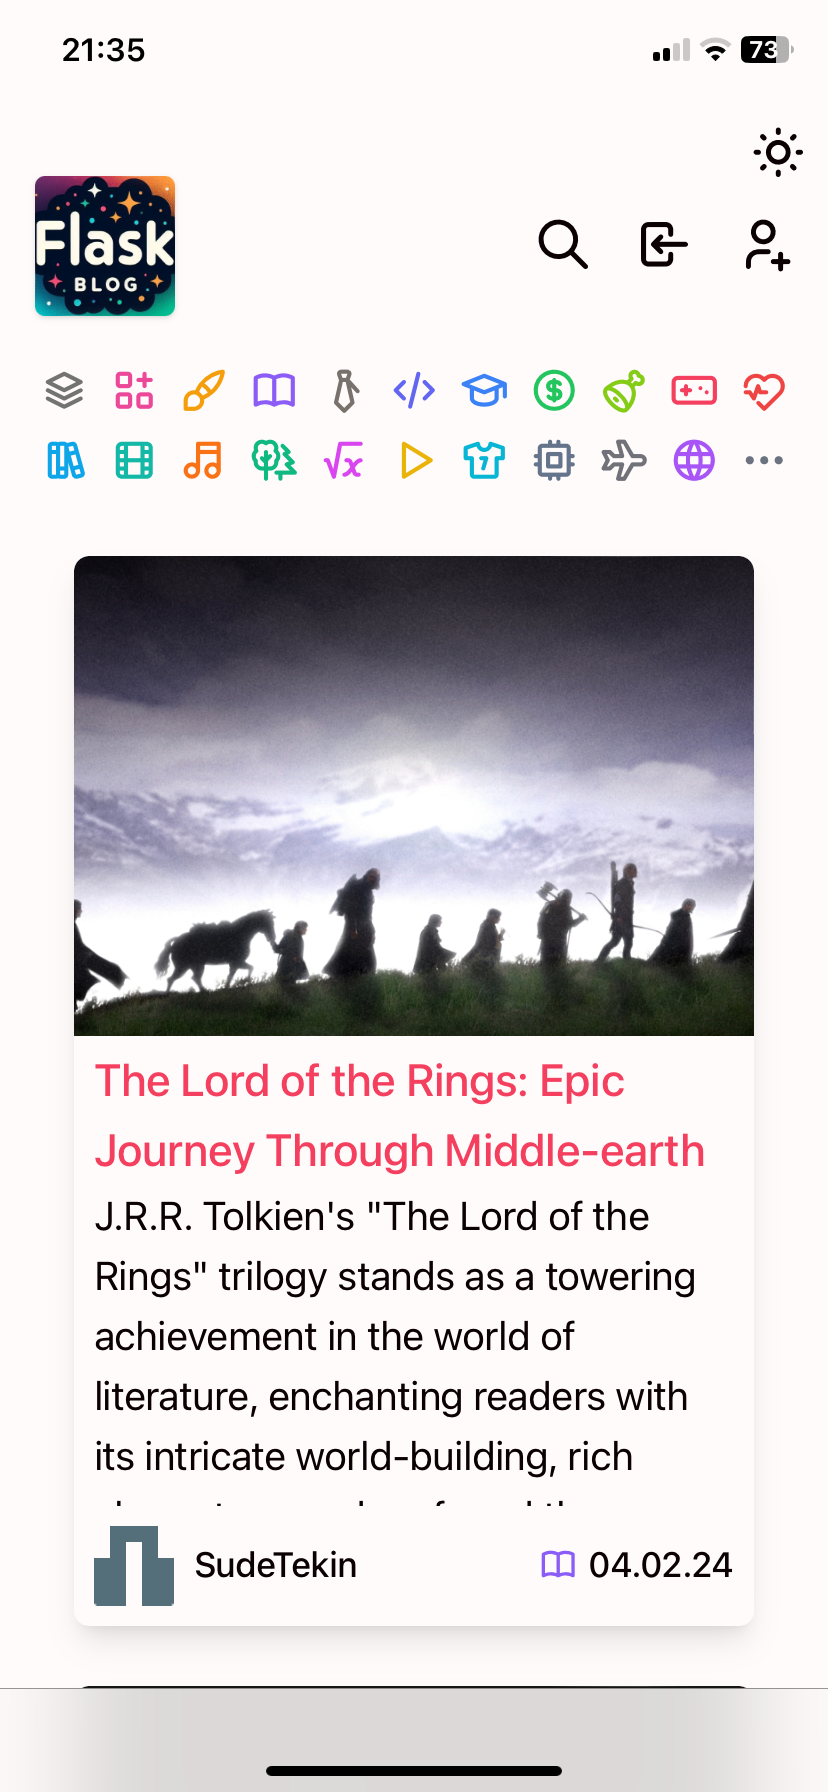 21:35
73
Flask
BLOG
The Lord of the Rings: Epic
Journey Through Middle-earth
J.R.R. Tolkien's "The Lord of the
Rings" trilogy stands as a towering
achievement in the world of
literature, enchanting readers with
its intricate world-building, rich
SudeTekin
04.02.24